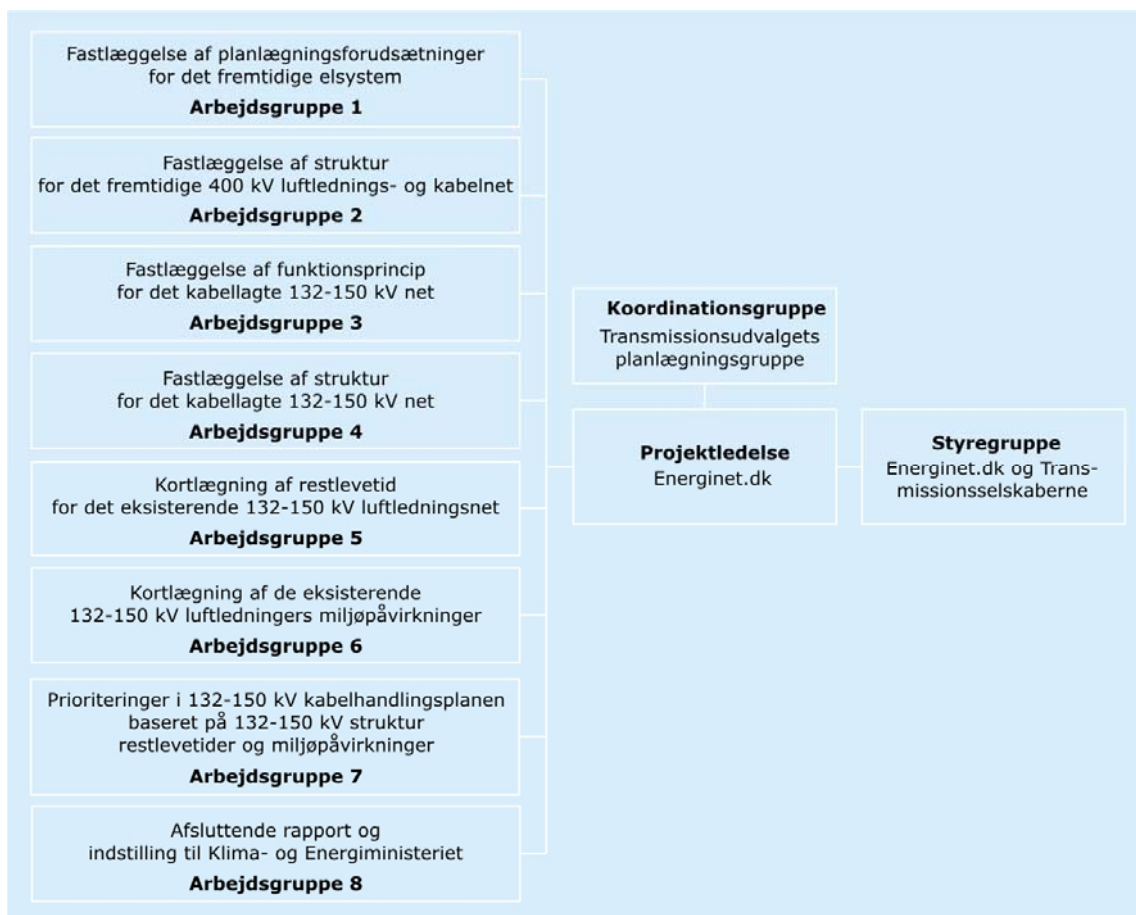 Fastlæggelse af planlægningsforudsætninger
for det fremtidige elsystem
Arbejdsgruppe 1
Fastlæggelse af struktur
for det fremtidige 400 kV luftlednings- og kabelnet
Arbejdsgruppe 2
Fastlæggelse af funktionsprincip
for det kabellagte 132-150 kV net
Arbejdsgruppe 3
Fastlæggelse af struktur
for det kabellagte 132-150 kV net
Arbejdsgruppe 4
Kortlægning af restlevetid
for det eksisterende 132-150 kV luftledningsnet
Arbejdsgruppe 5
Kortlægning af de eksisterende
132-150 kV luftledningers miljøpåvirkninger
Arbejdsgruppe 6
Prioriteringer i 132-150 kV kabelhandlingsplanen
baseret på 132-150 kV struktur
restlevetider og miljøpåvirkninger
Arbejdsgruppe 7
Afsluttende rapport og
indstilling til Klima- og Energiministeriet
Arbejdsgruppe 8
Koordinationsgruppe
Transmissionsudvalgets
planlægningsgruppe
Projektledelse
Energinet.dk
Styregruppe
Energinet.dk og Trans-
missionsselskaberne